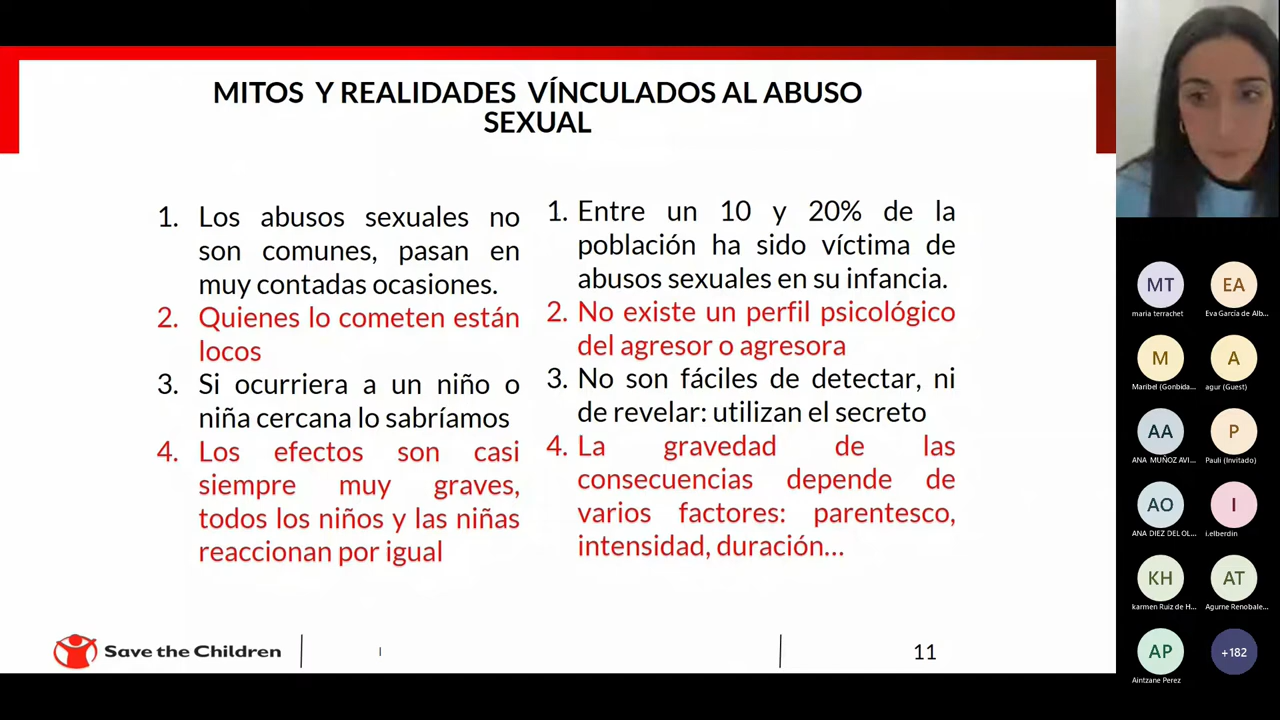 MITOS Y REALIDADES VÍNCULADOS AL ABUSO
SEXUAL
1. Los abusos sexuales no
son comunes, pasan en
muy contadas ocasiones.
2. Quienes lo cometen están
locos
3. Si ocurriera a un niño o
niña cercana lo sabríamos
4. Los efectos son casi
siempre muy graves,
todos los niños y las niñas
reaccionan por igual
1. Entre un 10 y 20% de la
población ha sido víctima de
abusos sexuales en su infancia.
2. No existe un perfil psicológico
del agresor o agresora
3. No son fáciles de detectar, ni
de revelar: utilizan el secreto
4. La gravedad de las
consecuencias depende de
varios factores: parentesco,
intensidad, duración...
Save the Children
11
MT
maria terrachet
EA
Eva García de Alb...
M
Maribel (Gonbida...
A
agur (Guest)
AA
ANA MUÑOZ AVI...
P
Pauli (Invitado)
AO
ANA DIEZ DEL OL...
I
i.elberdin
KH
karmen Ruiz de H...
AT
Agurne Renobale...
AP
Aintzane Perez
+182